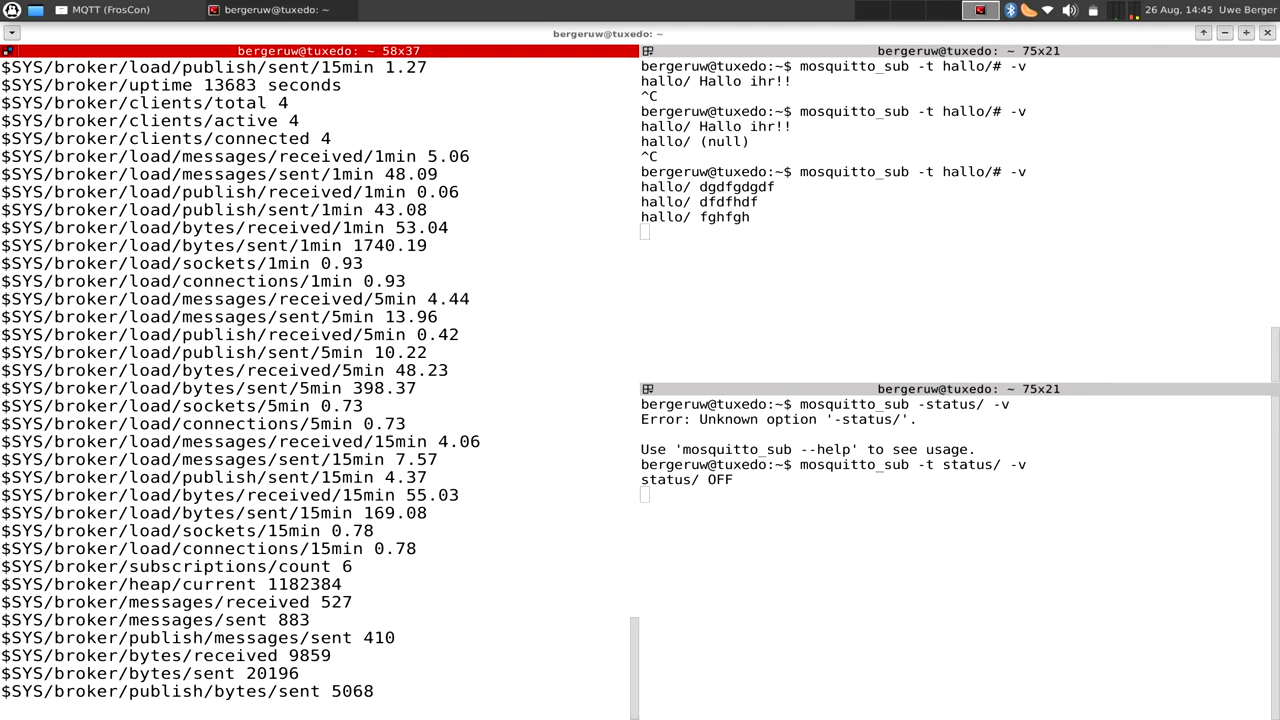 MQTT (FrosCon)
bergeruw@tuxedo: ~
26 Aug, 14:45 Uwe Berger
bergeruw@tuxedo: ~
bergeruw@tuxedo: ~ 58x37
$SYS/broker/load/publish/sent/15min 1.27
$SYS/broker/uptime 13683 seconds
$SYS/broker/clients/total 4
$SYS/broker/clients/active 4
$SYS/broker/clients/connected 4
$SYS/broker/load/messages/received/1min 5.06
$SYS/broker/load/messages/sent/1min 48.09
$SYS/broker/load/publish/received/1min 0.06
$SYS/broker/load/publish/sent/1min 43.08
$SYS/broker/load/bytes/received/1min 53.04
$SYS/broker/load/bytes/sent/1min 1740.19
$SYS/broker/load/sockets/1min 0.93
$SYS/broker/load/connections/1min 0.93
$SYS/broker/load/messages/received/5min 4.44
$SYS/broker/load/messages/sent/5min 13.96
$SYS/broker/load/publish/received/5min 0.42
$SYS/broker/load/publish/sent/5min 10.22
$SYS/broker/load/bytes/received/5min 48.23
$SYS/broker/load/bytes/sent/5min 398.37
$SYS/broker/load/sockets/5min 0.73
$SYS/broker/load/connections/5min 0.73
$SYS/broker/load/messages/received/15min 4.06
$SYS/broker/load/messages/sent/15min 7.57
$SYS/broker/load/publish/sent/15min 4.37
$SYS/broker/load/bytes/received/15min 55.03
$SYS/broker/load/bytes/sent/15min 169.08
$SYS/broker/load/sockets/15min 0.78
$SYS/broker/load/connections/15min 0.78
$SYS/broker/subscriptions/count 6
$SYS/broker/heap/current 1182384
$SYS/broker/messages/received 527
$SYS/broker/messages/sent 883
$SYS/broker/publish/messages/sent 410
$SYS/broker/bytes/received 9859
$SYS/broker/bytes/sent 20196
$SYS/broker/publish/bytes/sent 5068
bergeruw@tuxedo: ~ 75x21
bergeruw@tuxedo:~$ mosquitto_sub -t hallo/# -v
hallo/ Hallo ihr!!
^C
bergeruw@tuxedo:~$ mosquitto_sub -t hallo/# -v
hallo/ Hallo ihr!!
hallo/ (null)
^C
bergeruw@tuxedo:~$ mosquitto_sub -t hallo/# -v
hallo/ dgdfgdgdf
hallo/ dfdfhdf
hallo/ fghfgh
bergeruw@tuxedo: ~ 75x21
bergeruw@tuxedo:~$ mosquitto_sub -status/ -v
Error: Unknown option '-status/'.
Use 'mosquitto_sub --help' to see usage.
bergeruw@tuxedo:~$ mosquitto_sub -t status/ -v
status/ OFF